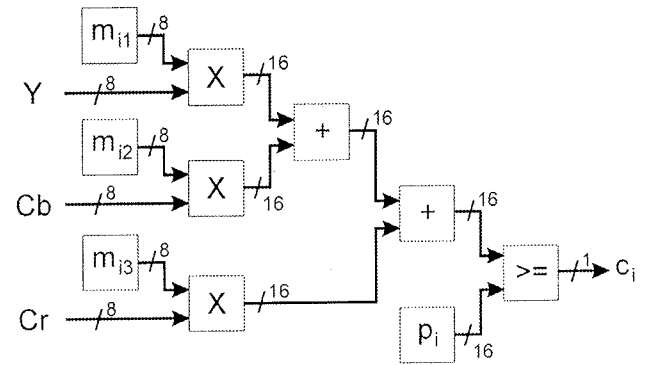 m_i1 8
X 16
Y 8
+ 16
m_i2 8
X 16
Cb 8
+ 16
m_i3 8
>= 1 c_i
X 16
Cr 8
p_i 16